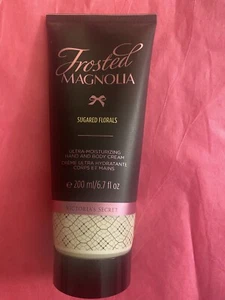 Frosted
MAGNOLIA
SUGARED FLORALS
ULTRA-MOISTURIZING
HAND AND BODY CREAM
CRÈME ULTRA-HYDRATANTE
CORPS ET MAINS
e 200 ml/6.7 fl oz
VICTORIA'S SECRET